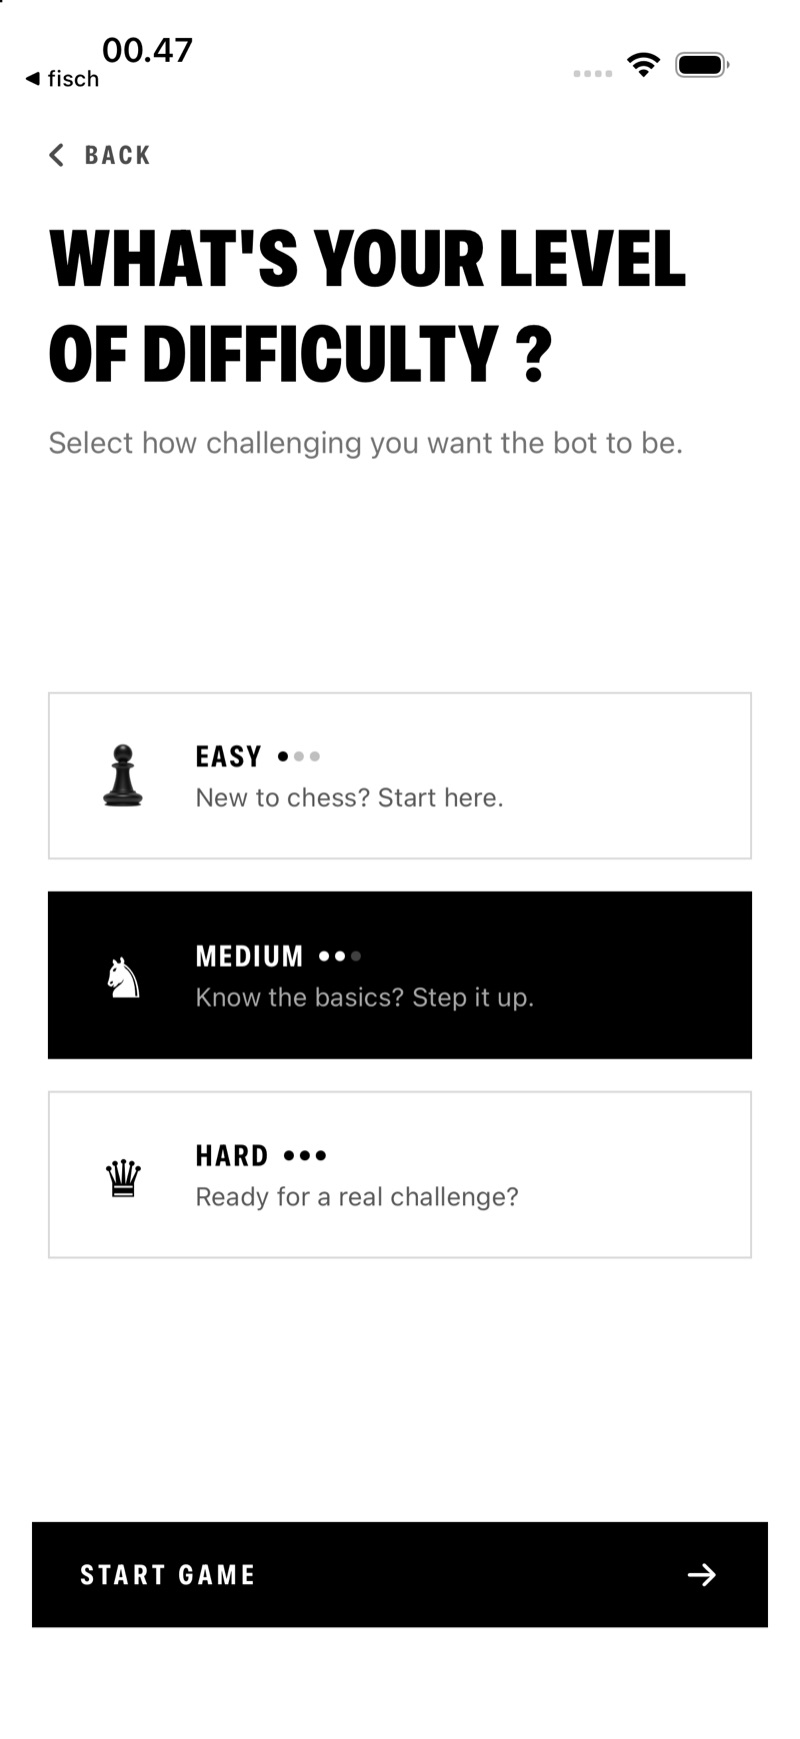 00.47
◀ fisch
BACK
WHAT'S YOUR LEVEL
OF DIFFICULTY ?
Select how challenging you want the bot to be.
EASY
New to chess? Start here.
MEDIUM
Know the basics? Step it up.
HARD
Ready for a real challenge?
START GAME